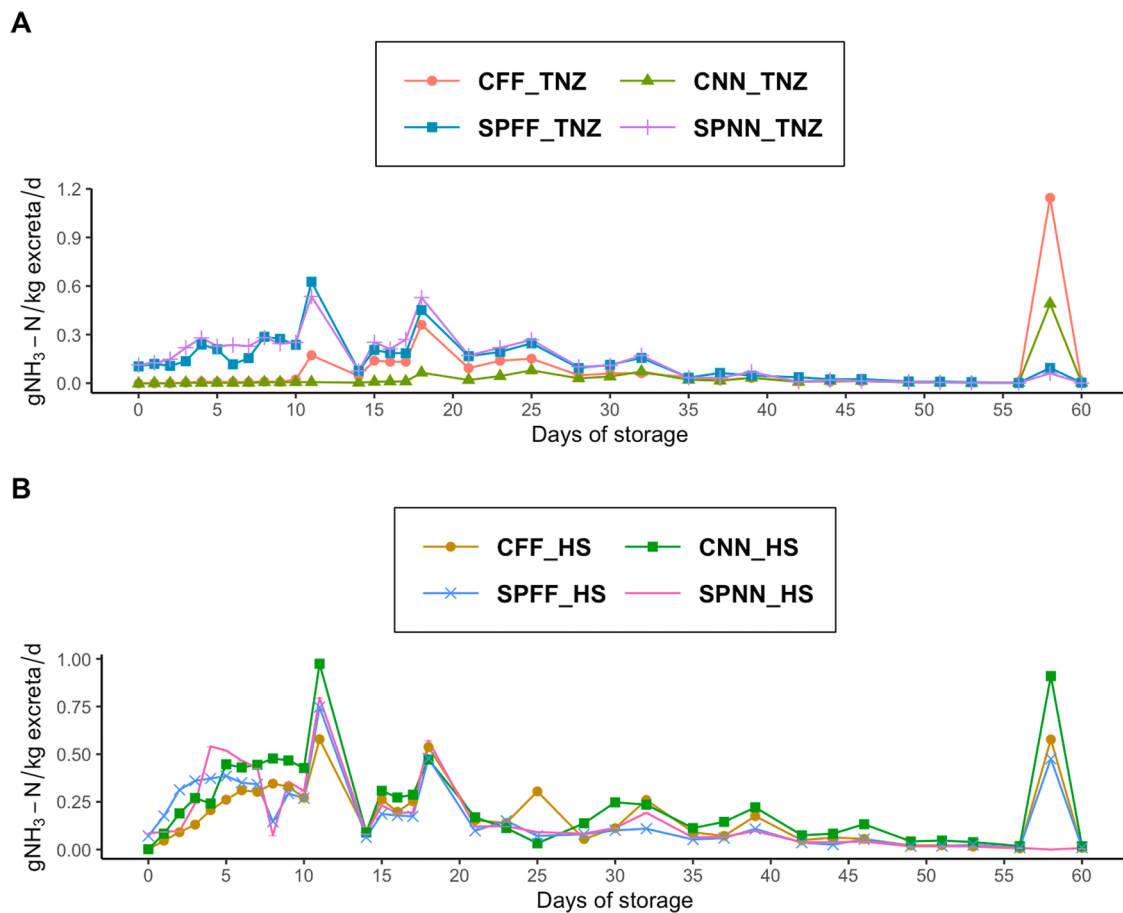 A
CFF_TNZ CNN_TNZ
SPFF_TNZ SPNN_TNZ
gNH₃ – N/kg excreta/d
1.2
0.9
0.6
0.3
0.0
0 5 10 15 20 25 30 35 40 45 50 56 60
Days of storage
B
CFF_HS CNN_HS
SPFF_HS SPNN_HS
gNH₃ – N/kg excreta/d
1.00
0.75
0.50
0.25
0.00
0 5 10 15 20 25 30 35 40 45 50 56 60
Days of storage